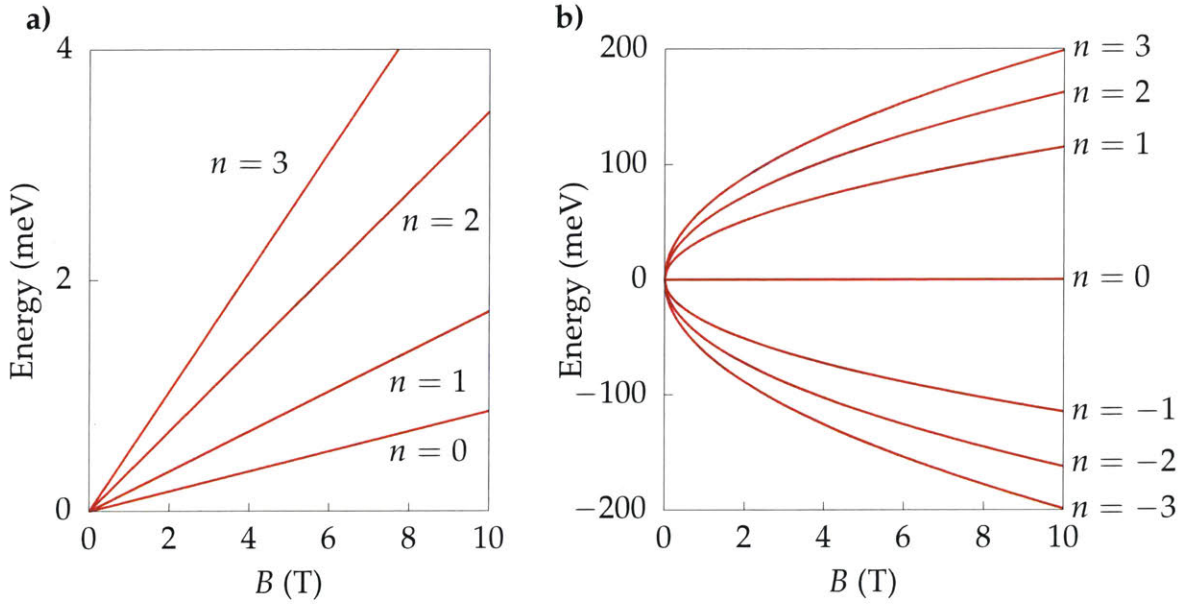 a)
4
2
0
Energy (meV)
n = 3
n = 2
n = 1
n = 0
0 2 4 6 8 10
B (T)
b)
200
100
0
−100
−200
Energy (meV)
n = 3
n = 2
n = 1
n = 0
n = −1
n = −2
n = −3
0 2 4 6 8 10
B (T)